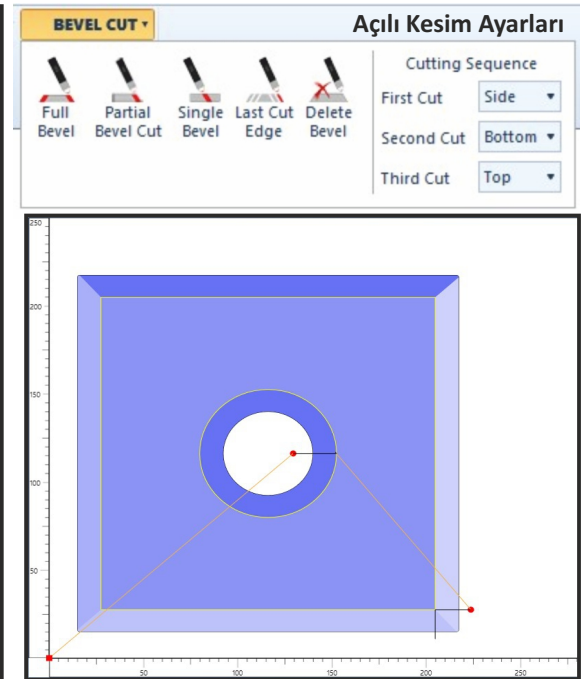 BEVEL CUT
Açılı Kesim Ayarları
Full Bevel
Partial Bevel Cut
Single Bevel
Last Cut Edge
Delete Bevel
Cutting Sequence
First Cut Side
Second Cut Bottom
Third Cut Top
250
200
150
100
50
50 100 150 200 250